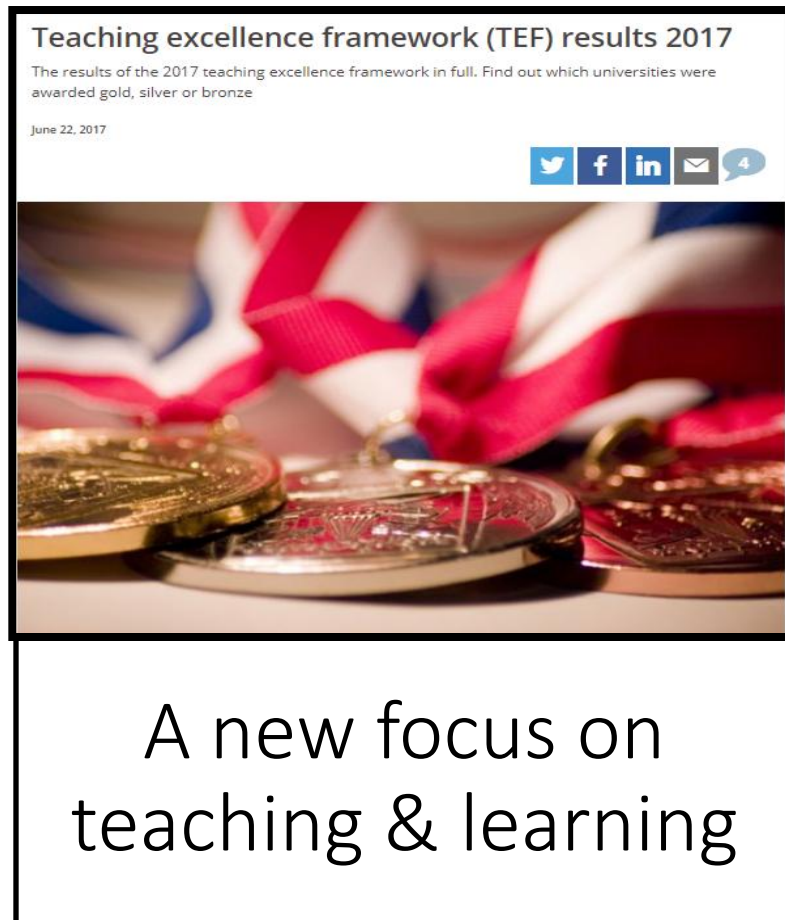 Teaching excellence framework (TEF) results 2017
The results of the 2017 teaching excellence framework in full. Find out which universities were
awarded gold, silver or bronze
June 22, 2017
4
A new focus on
teaching & learning